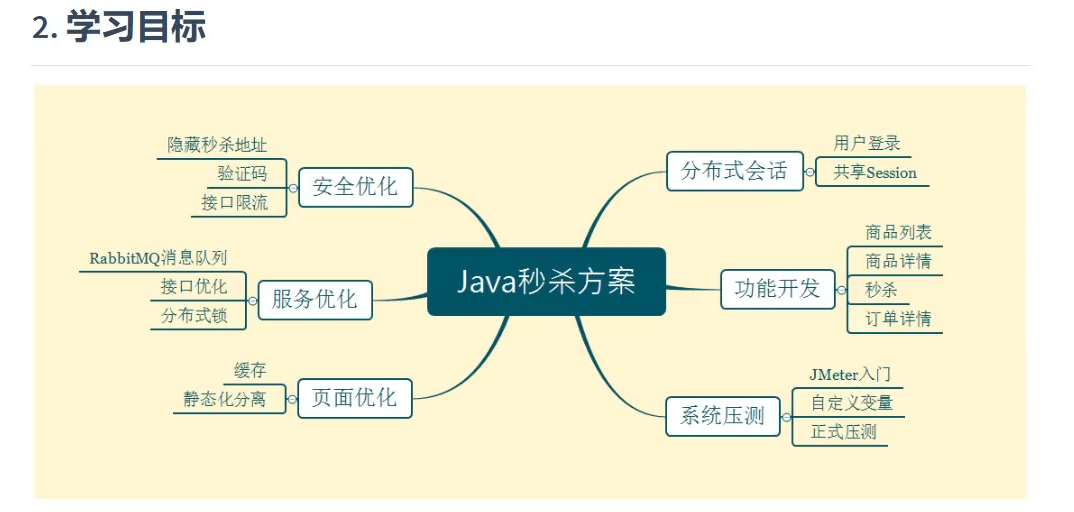 2. 学习目标
Java秒杀方案
分布式会话
用户登录
共享Session
功能开发
商品列表
商品详情
秒杀
订单详情
系统压测
JMeter入门
自定义变量
正式压测
安全优化
隐藏秒杀地址
验证码
接口限流
服务优化
RabbitMQ消息队列
接口优化
分布式锁
页面优化
缓存
静态化分离